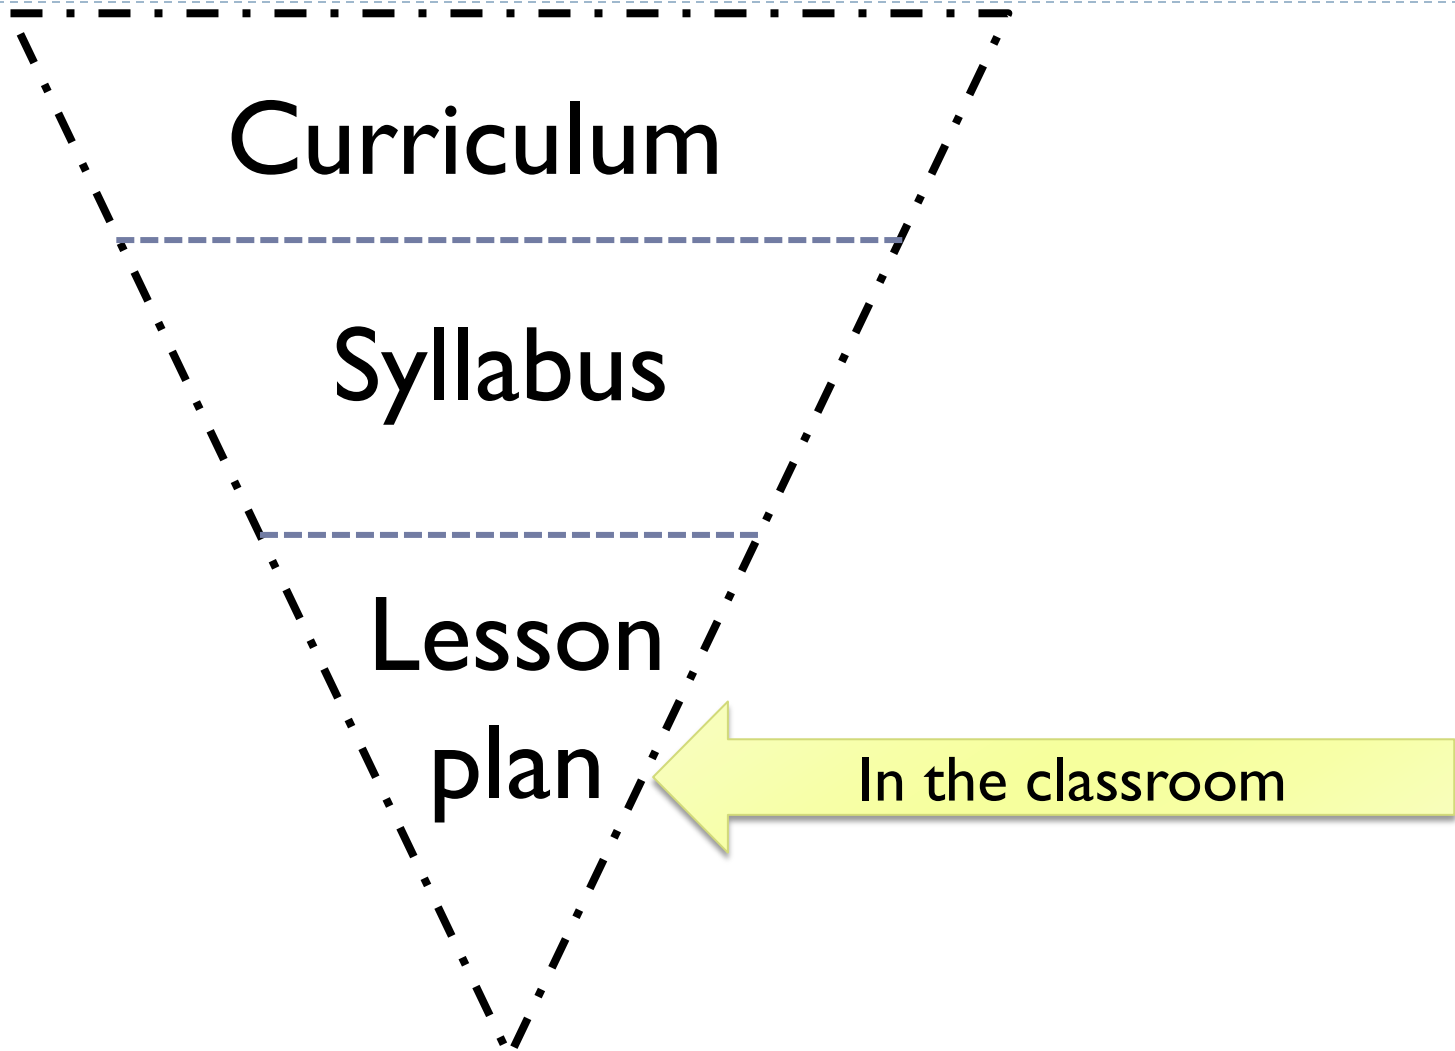 Curriculum
Syllabus
Lesson
plan
In the classroom